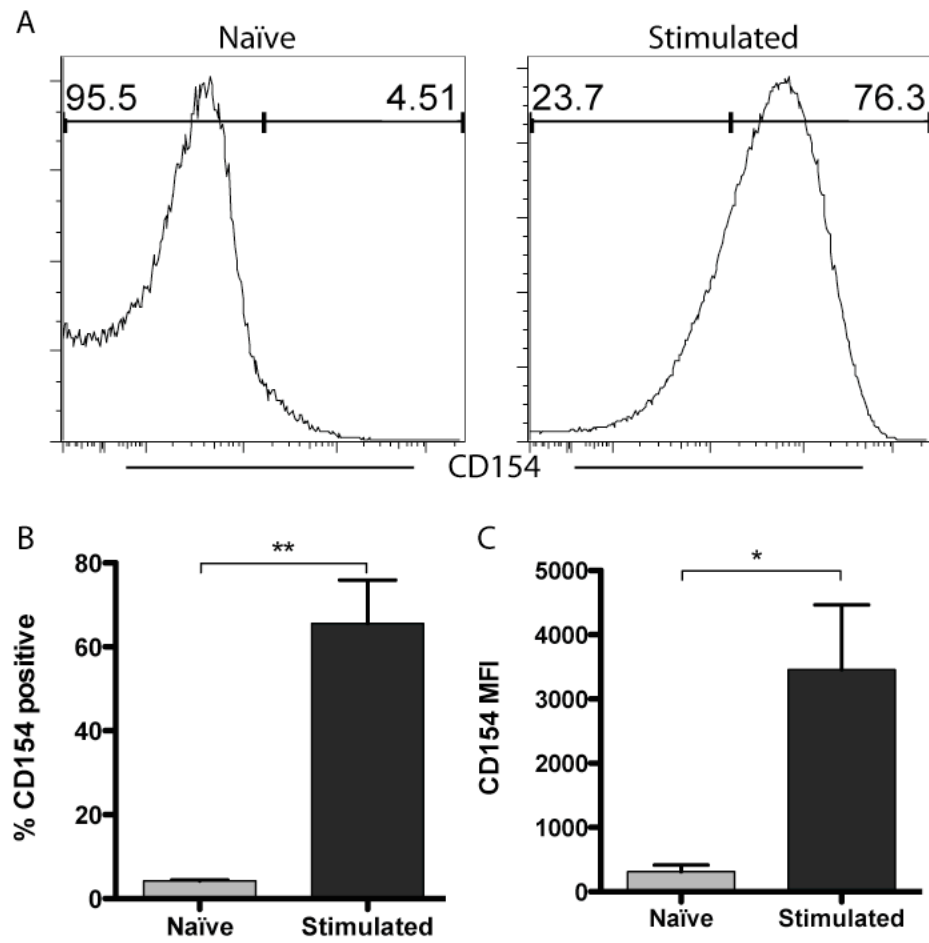 A
Naïve
Stimulated
95.5 4.51
23.7 76.3
CD154
B
**
80
60
40
20
0
% CD154 positive
Naïve Stimulated
C
*
5000
4000
3000
2000
1000
0
CD154 MFI
Naïve Stimulated